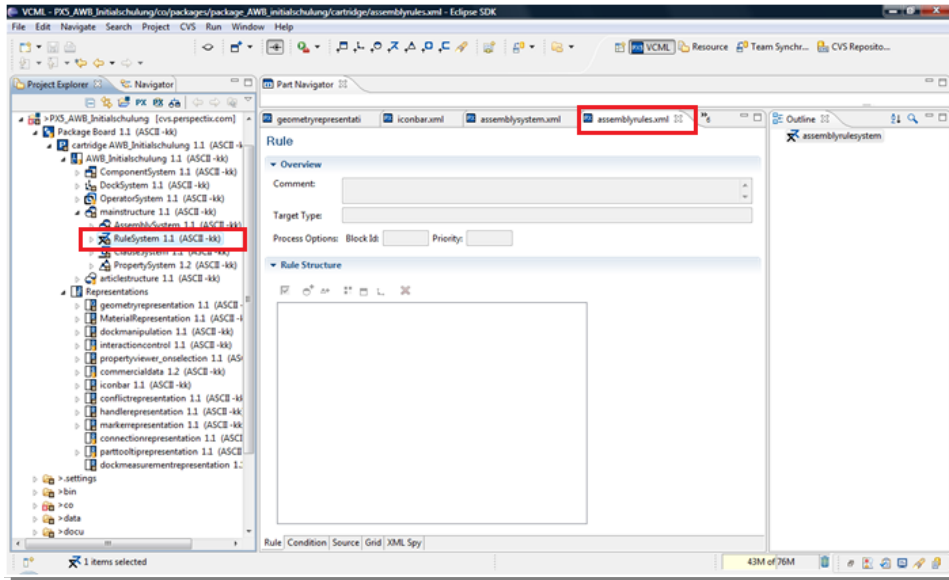 VCML - PX5_AWB_Initialschulung/co/packages/package_AWB_initialschulung/cartridge/assemblyrules.xml - Eclipse SDK
File Edit Navigate Search Project CVS Run Window Help
VCML Resource Team Synchr... CVS Reposito...
Project Explorer Navigator
Part Navigator
>PX5_AWB_Initialschulung [cvs.perspectix.com]
Package Board 1.1 (ASCII -kk)
cartridge AWB_Initialschulung 1.1 (ASCII -k
AWB_Initialschulung 1.1 (ASCII -kk)
ComponentSystem 1.1 (ASCII -kk)
DockSystem 1.1 (ASCII -kk)
OperatorSystem 1.1 (ASCII -kk)
mainstructure 1.1 (ASCII -kk)
AssemblySystem 1.1 (ASCII -kk)
RuleSystem 1.1 (ASCII -kk)
ClauseSystem 1.1 (ASCII -kk)
PropertySystem 1.2 (ASCII -kk)
articlestructure 1.1 (ASCII -kk)
Representations
geometryrepresentation 1.1 (ASCII -
MaterialRepresentation 1.1 (ASCII -k
dockmanipulation 1.1 (ASCII -kk)
interactioncontrol 1.1 (ASCII -kk)
propertyviewer_onselection 1.1 (AS
commercialdata 1.2 (ASCII -kk)
iconbar 1.1 (ASCII -kk)
conflictrepresentation 1.1 (ASCII -kk
handlerepresentation 1.1 (ASCII -kk)
markerrepresentation 1.1 (ASCII -kk)
connectionrepresentation 1.1 (ASCI
parttooltiprepresentation 1.1 (ASCII
dockmeasurementrepresentation 1.
>.settings
>bin
>co
>data
>docu
geometryrepresentati iconbar.xml assemblysystem.xml assemblyrules.xml
Rule
Overview
Comment:
Target Type:
Process Options: Block Id: Priority:
Rule Structure
Rule Condition Source Grid XML Spy
Outline
assemblyrulesystem
1 items selected
43M of 76M